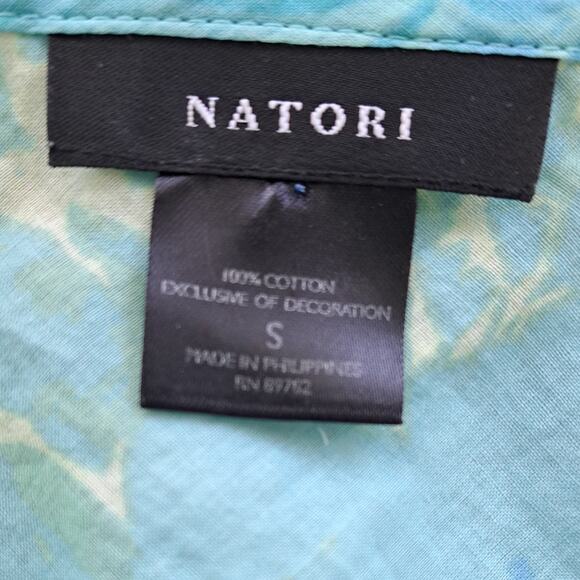 NATORI
100% COTTON
EXCLUSIVE OF DECORATION
S
MADE IN PHILIPPINES
RN 89762